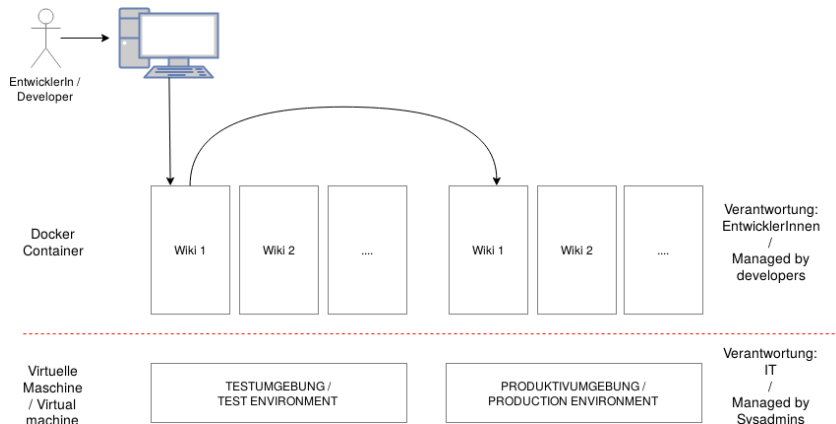 EntwicklerIn /
Developer
Docker
Container
Wiki 1
Wiki 2
....
Wiki 1
Wiki 2
....
Verantwortung:
EntwicklerInnen
/
Managed by
developers
Virtuelle
Maschine
/ Virtual
machine
TESTUMGEBUNG /
TEST ENVIRONMENT
PRODUKTIVUMGEBUNG /
PRODUCTION ENVIRONMENT
Verantwortung:
IT
/
Managed by
Sysadmins